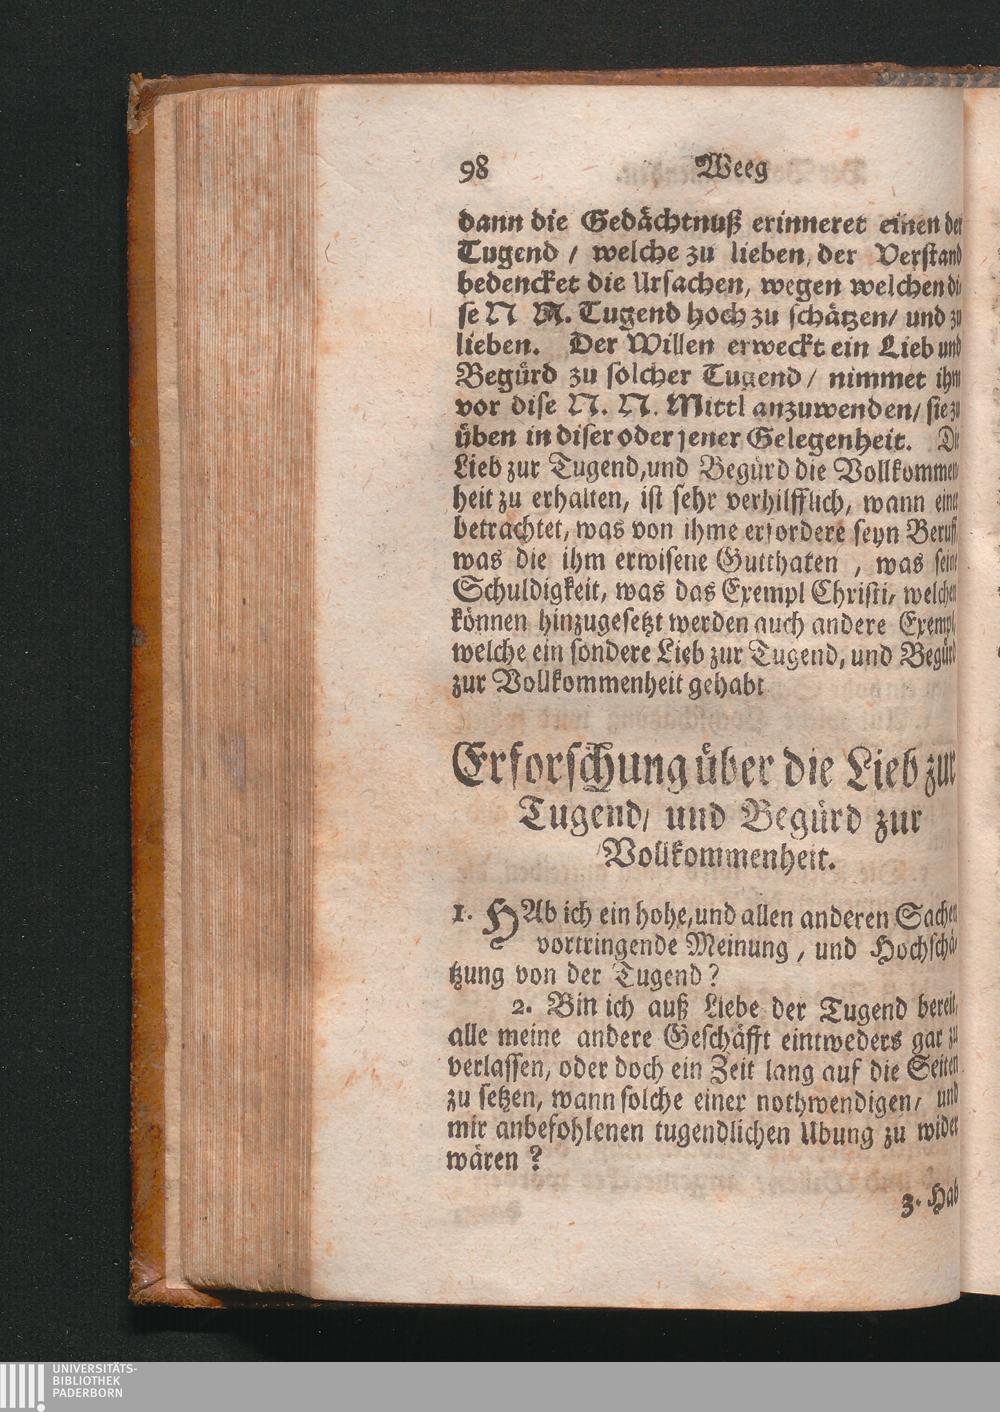 98 Weeg
dann die Gedächtnuß erinneret einen der
Tugend / welche zu lieben, der Verstand
bedencket die Ursachen, wegen welchen di-
se N N. Tugend hoch zu schätzen/ und zu
lieben. Der Willen erweckt ein Lieb und
Begürd zu solcher Tugend / nimmet ihm
vor dise N. N. Mittl anzuwenden/ sie zu
üben in diser oder jener Gelegenheit. Die
Lieb zur Tugend, und Begürd die Vollkommen-
heit zu erhalten, ist sehr verhilfflich, wann einer
betrachtet, was von ihme erfordere seyn Beruff
was die ihm erwisene Gutthaten , was seine
Schuldigkeit, was das Exempl Christi, welchen
können hinzugesetzt werden auch andere Exempl,
welche ein sondere Lieb zur Tugend, und Begürd
zur Vollkommenheit gehabt
Erforschung über die Lieb zur
Tugend/ und Begürd zur
Vollkommenheit.
1. HAb ich ein hohe, und allen anderen Sachen
vortringende Meinung , und Hochschä-
tzung von der Tugend?
2. Bin ich auß Liebe der Tugend bereit,
alle meine andere Geschäfft eintweders gar zu
verlassen, oder doch ein Zeit lang auf die Seiten
zu setzen, wann solche einer nothwendigen/ und
mir anbefohlenen tugendlichen Ubung zu wider
wären ?
3. Hab
UNIVERSITÄTS-
BIBLIOTHEK
PADERBORN